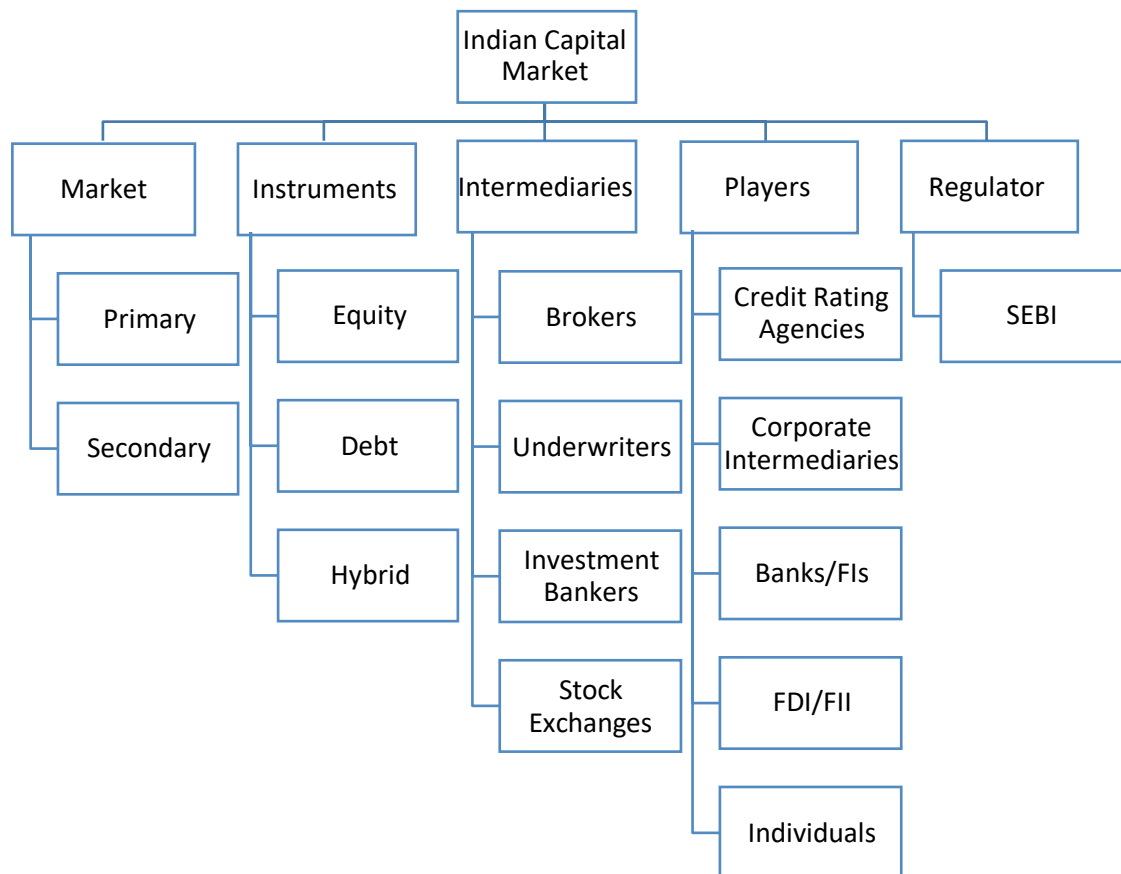 Indian Capital
Market
Market
Instruments
Intermediaries
Players
Regulator
Primary
Secondary
Equity
Debt
Hybrid
Brokers
Underwriters
Investment
Bankers
Stock
Exchanges
Credit Rating
Agencies
Corporate
Intermediaries
Banks/FIs
FDI/FII
Individuals
SEBI